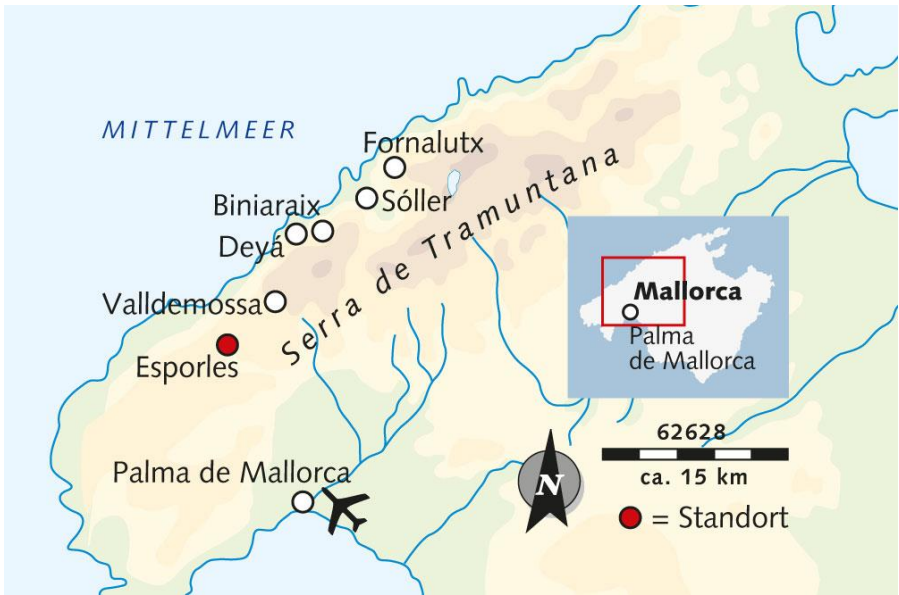 MITTELMEER
Fornalutx
Sóller
Biniaraix
Deyá
Serra de Tramuntana
Valldemossa
Esporles
Mallorca
Palma
de Mallorca
Palma de Mallorca
N
62628
ca. 15 km
= Standort